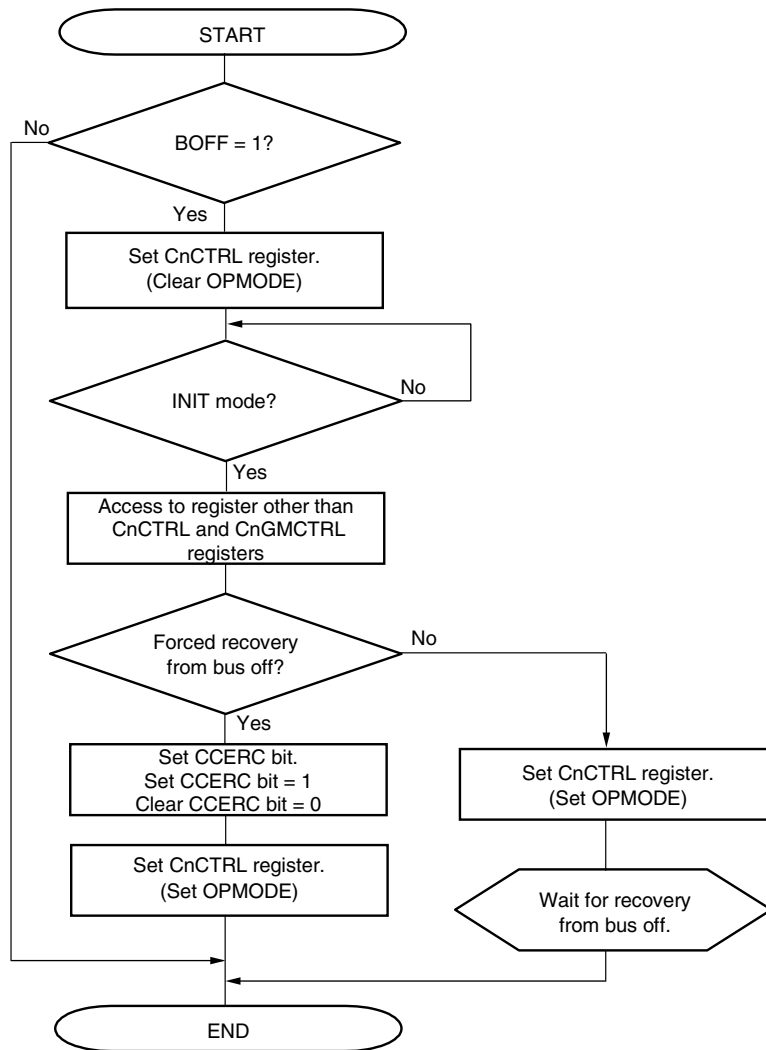 START
No
BOFF = 1?
Yes
Set CnCTRL register.
(Clear OPMODE)
No
INIT mode?
Yes
Access to register other than
CnCTRL and CnGMCTRL
registers
Forced recovery
from bus off?
No
Yes
Set CCERC bit.
Set CCERC bit = 1
Clear CCERC bit = 0
Set CnCTRL register.
(Set OPMODE)
Set CnCTRL register.
(Set OPMODE)
Wait for recovery
from bus off.
END